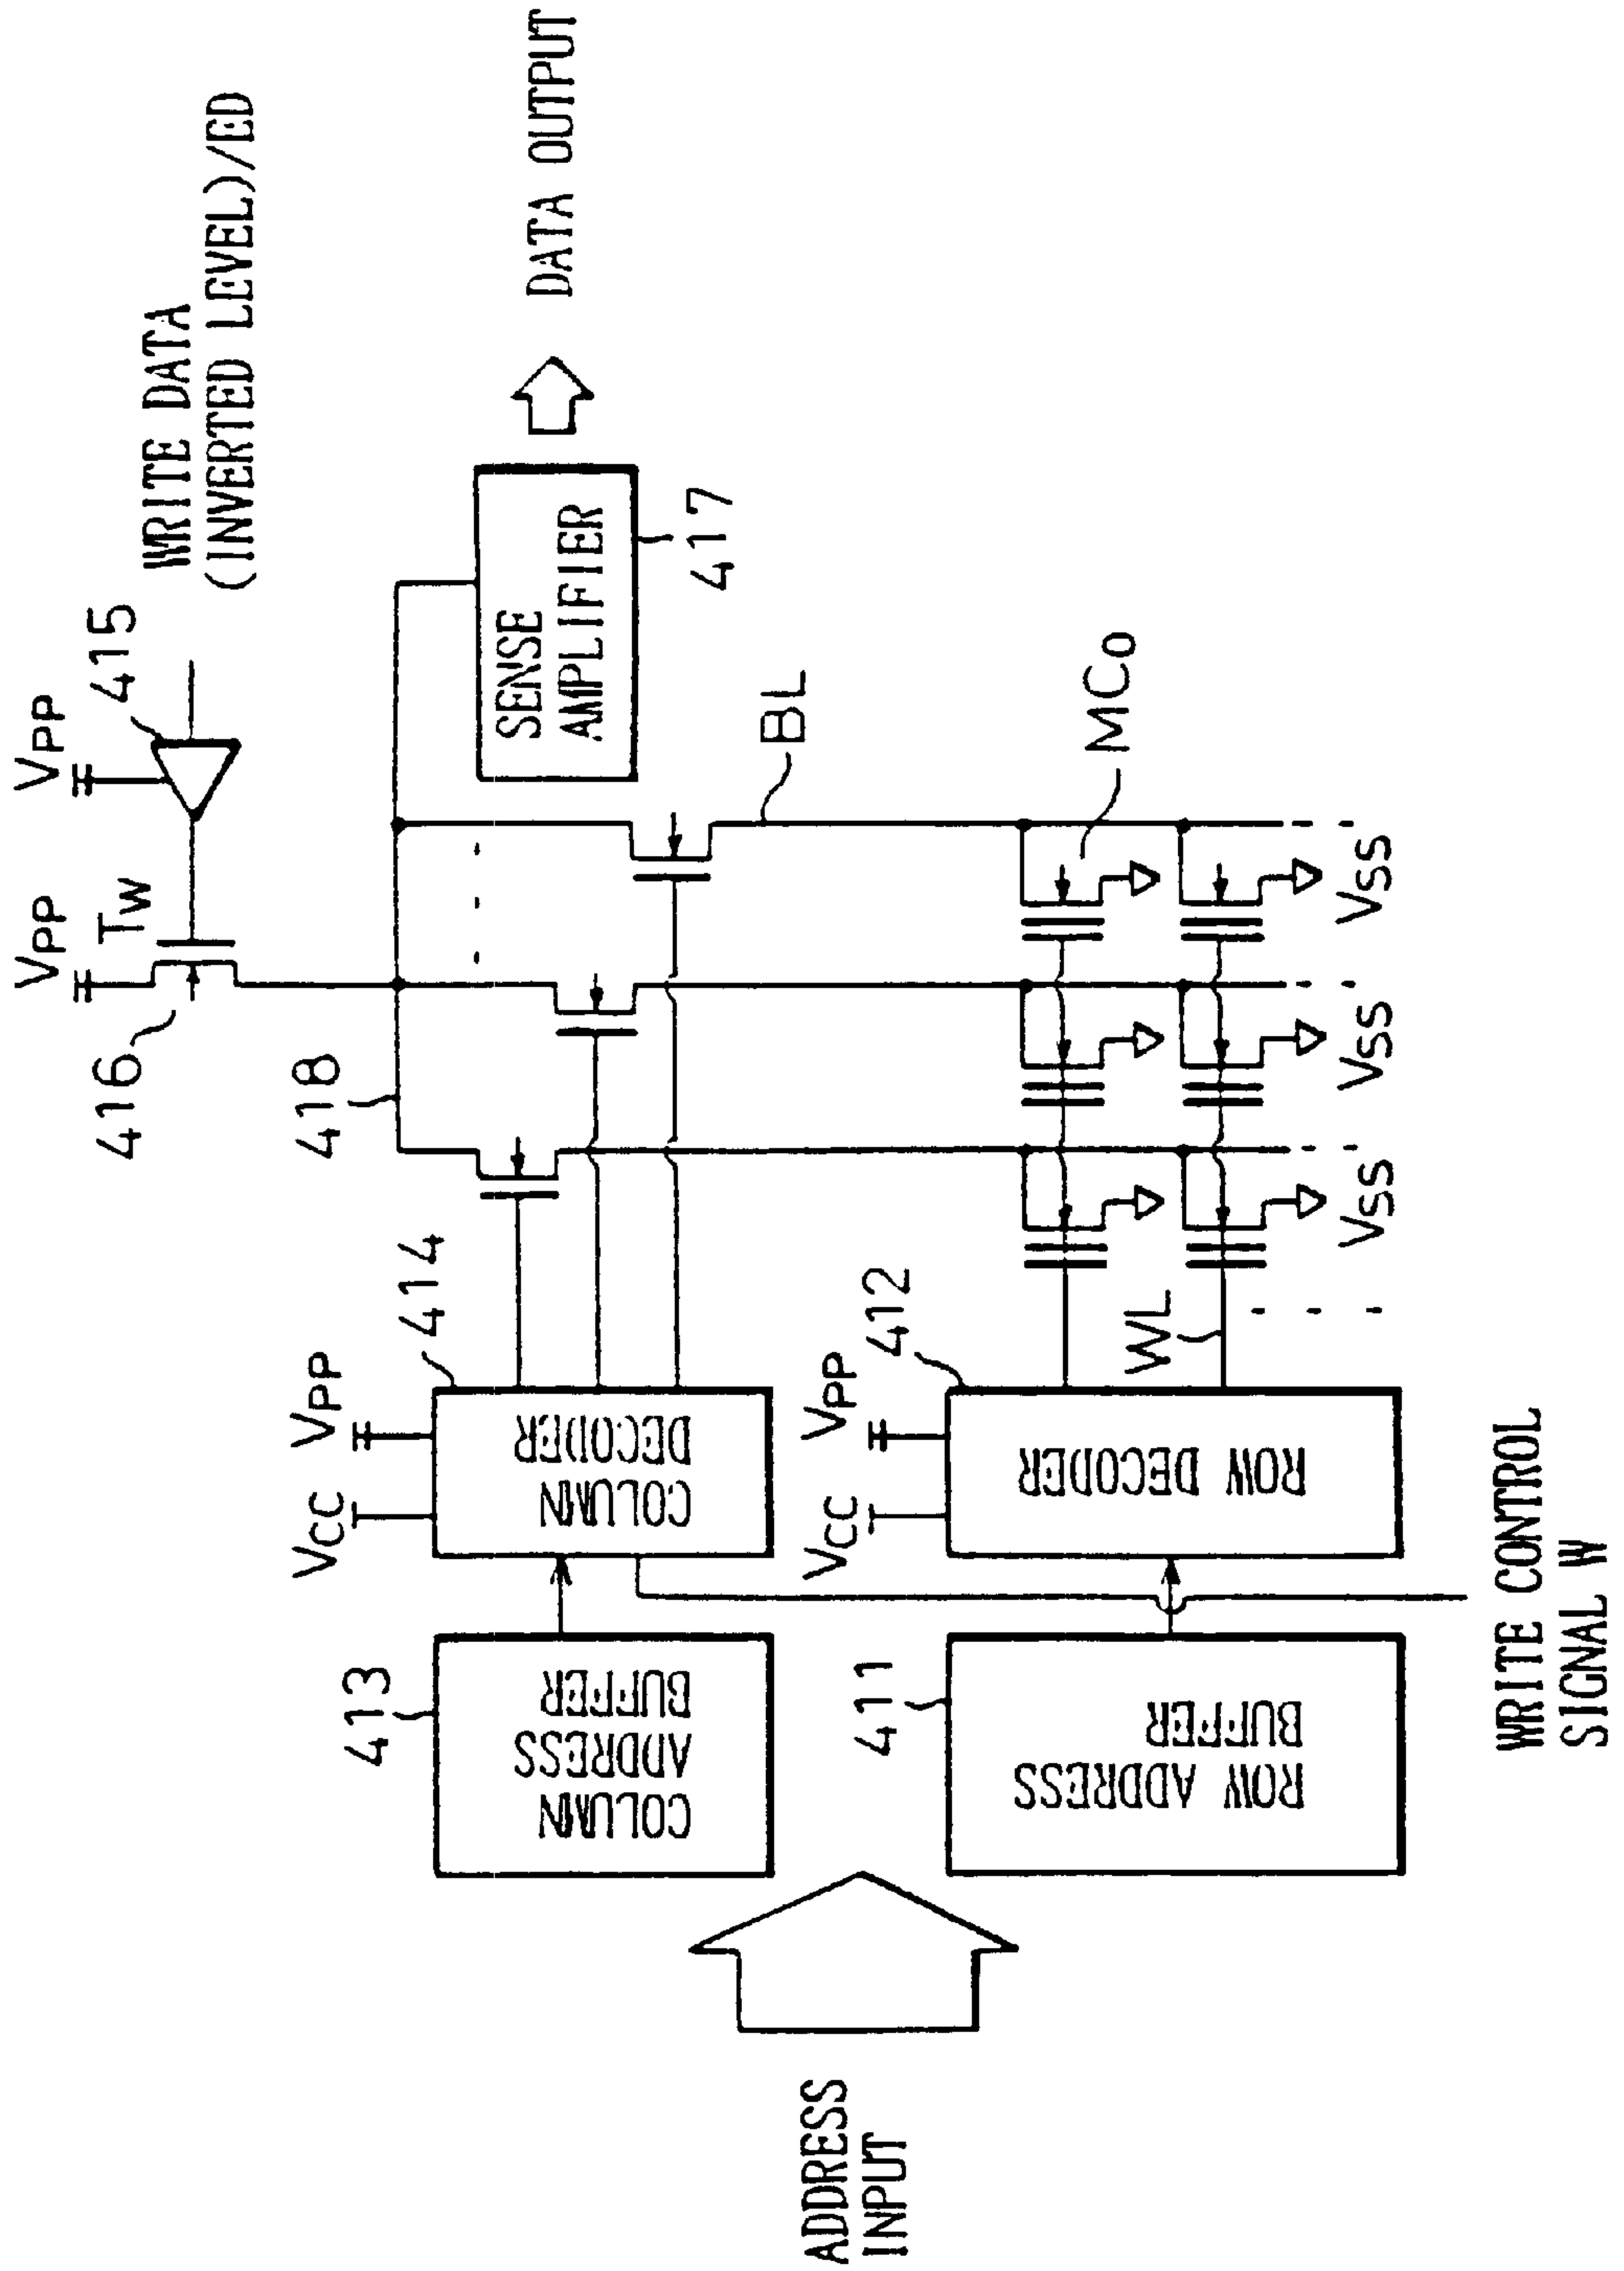 WRITE DATA
(INVERTED LEVEL)/ED
VPP
VPP
415
TW
416
418
DATA OUTPUT
SENSE
AMPLIFIER
417
VCC
VPP
414
COLUMN
DECODER
413
COLUMN
ADDRESS
BUFFER
BL
ADDRESS
INPUT
VCC
VPP
412
ROW DECODER
411
ROW ADDRESS
BUFFER
WL
MC0
VSS
VSS
VSS
WRITE CONTROL
SIGNAL W